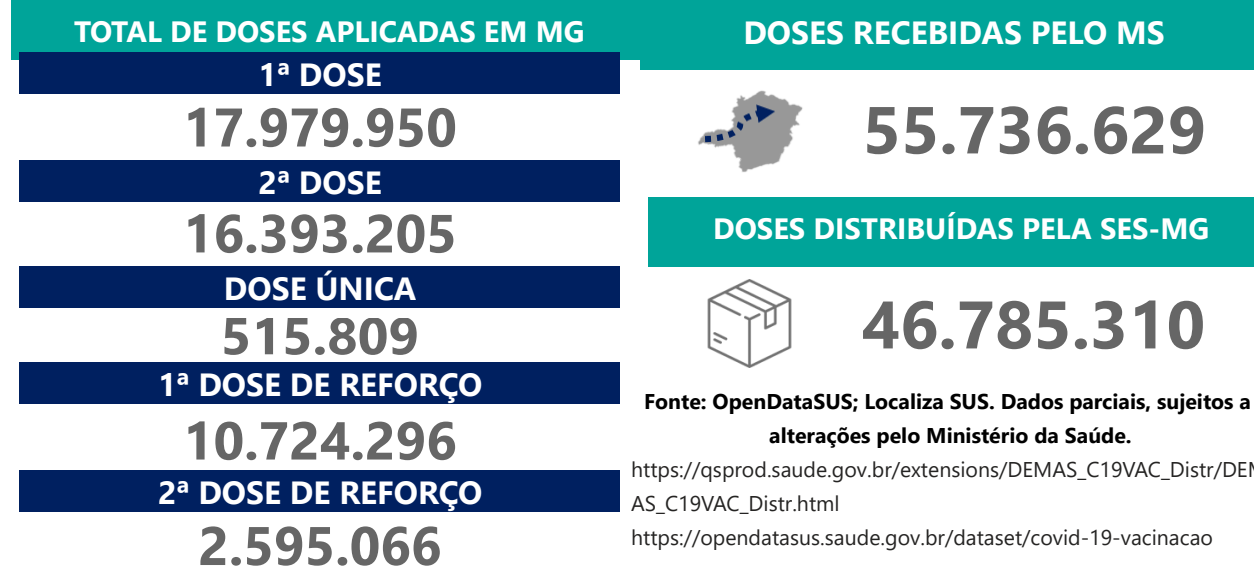 TOTAL DE DOSES APLICADAS EM MG
1ª DOSE
17.979.950
2ª DOSE
16.393.205
DOSE ÚNICA
515.809
1ª DOSE DE REFORÇO
10.724.296
2ª DOSE DE REFORÇO
2.595.066
DOSES RECEBIDAS PELO MS
55.736.629
DOSES DISTRIBUÍDAS PELA SES-MG
46.785.310
Fonte: OpenDataSUS; Localiza SUS. Dados parciais, sujeitos a
alterações pelo Ministério da Saúde.
https://qsprod.saude.gov.br/extensions/DEMAS_C19VAC_Distr/DEM
AS_C19VAC_Distr.html
https://opendatasus.saude.gov.br/dataset/covid-19-vacinacao